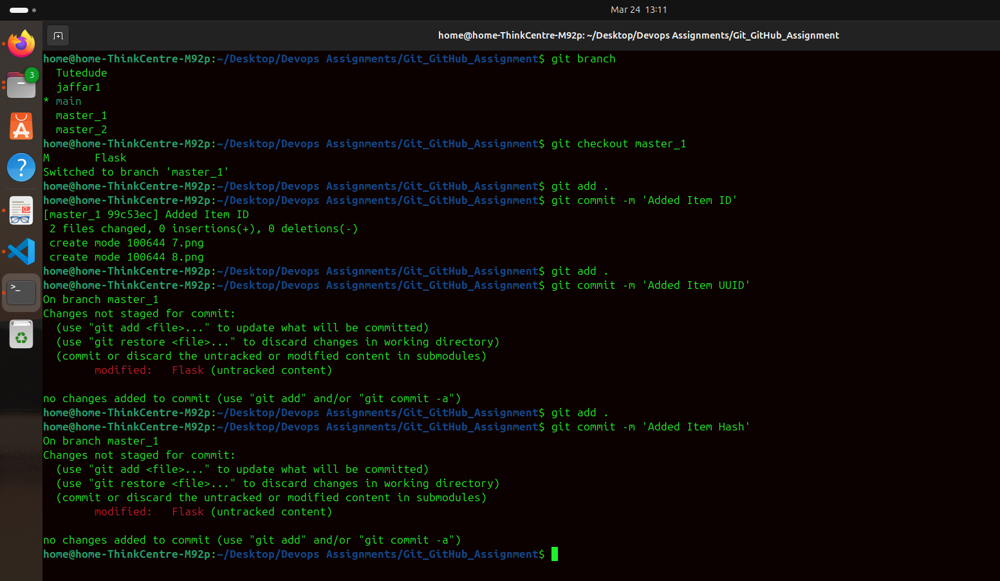 Mar 24 13:11
home@home-ThinkCentre-M92p: ~/Desktop/Devops Assignments/Git_GitHub_Assignment
3
home@home-ThinkCentre-M92p:~/Desktop/Devops Assignments/Git_GitHub_Assignment$ git branch
  Tutedude
  jaffar1
* main
  master_1
  master_2
home@home-ThinkCentre-M92p:~/Desktop/Devops Assignments/Git_GitHub_Assignment$ git checkout master_1
M       Flask
Switched to branch 'master_1'
home@home-ThinkCentre-M92p:~/Desktop/Devops Assignments/Git_GitHub_Assignment$ git add .
home@home-ThinkCentre-M92p:~/Desktop/Devops Assignments/Git_GitHub_Assignment$ git commit -m 'Added Item ID'
[master_1 99c53ec] Added Item ID
 2 files changed, 0 insertions(+), 0 deletions(-)
 create mode 100644 7.png
 create mode 100644 8.png
home@home-ThinkCentre-M92p:~/Desktop/Devops Assignments/Git_GitHub_Assignment$ git add .
home@home-ThinkCentre-M92p:~/Desktop/Devops Assignments/Git_GitHub_Assignment$ git commit -m 'Added Item UUID'
On branch master_1
Changes not staged for commit:
  (use "git add <file>..." to update what will be committed)
  (use "git restore <file>..." to discard changes in working directory)
  (commit or discard the untracked or modified content in submodules)
        modified:   Flask (untracked content)

no changes added to commit (use "git add" and/or "git commit -a")
home@home-ThinkCentre-M92p:~/Desktop/Devops Assignments/Git_GitHub_Assignment$ git add .
home@home-ThinkCentre-M92p:~/Desktop/Devops Assignments/Git_GitHub_Assignment$ git commit -m 'Added Item Hash'
On branch master_1
Changes not staged for commit:
  (use "git add <file>..." to update what will be committed)
  (use "git restore <file>..." to discard changes in working directory)
  (commit or discard the untracked or modified content in submodules)
        modified:   Flask (untracked content)

no changes added to commit (use "git add" and/or "git commit -a")
home@home-ThinkCentre-M92p:~/Desktop/Devops Assignments/Git_GitHub_Assignment$